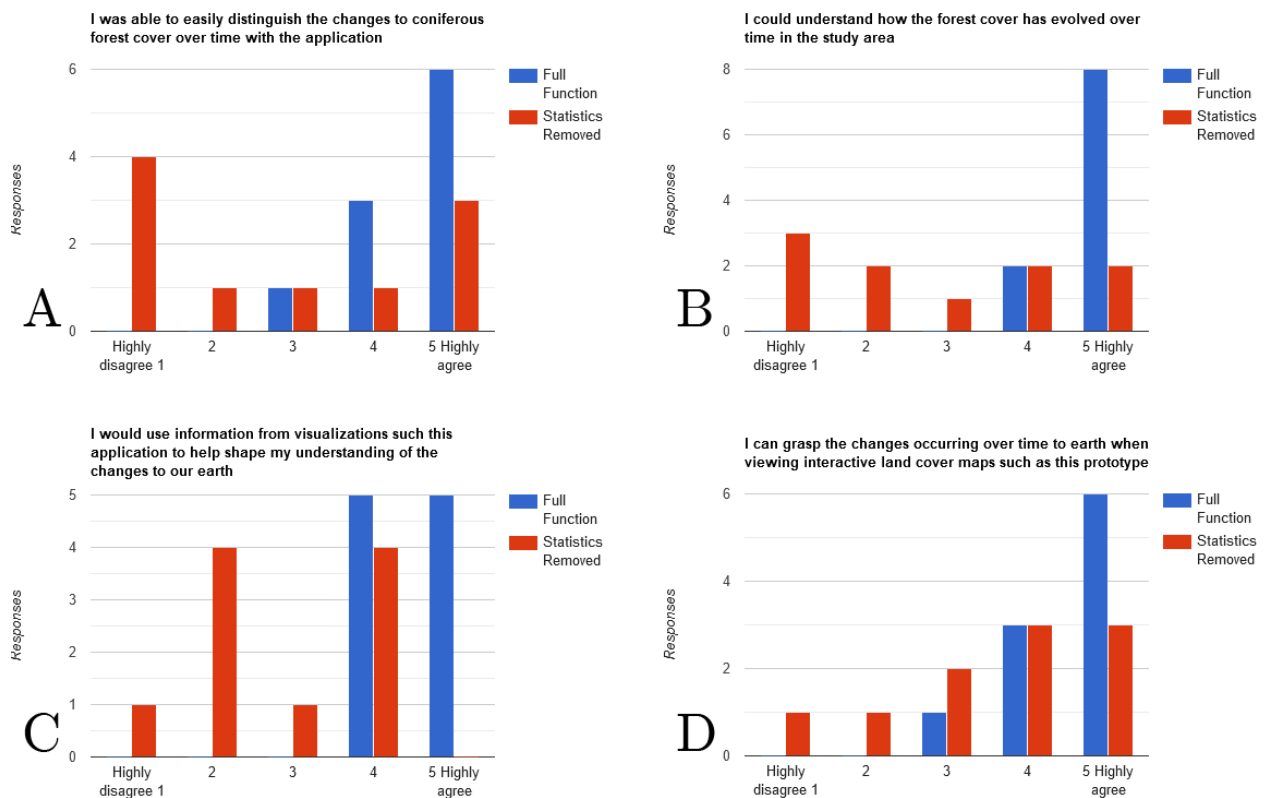 I was able to easily distinguish the changes to coniferous
forest cover over time with the application
6
4
2
0
Responses
Highly
disagree 1
2
3
4
5 Highly
agree
Full
Function
Statistics
Removed
A
I could understand how the forest cover has evolved over
time in the study area
8
6
4
2
0
Responses
Highly
disagree 1
2
3
4
5 Highly
agree
Full
Function
Statistics
Removed
B
I would use information from visualizations such this
application to help shape my understanding of the
changes to our earth
5
4
3
2
1
0
Responses
Highly
disagree 1
2
3
4
5 Highly
agree
Full
Function
Statistics
Removed
C
I can grasp the changes occurring over time to earth when
viewing interactive land cover maps such as this prototype
6
4
2
0
Responses
Highly
disagree 1
2
3
4
5 Highly
agree
Full
Function
Statistics
Removed
D